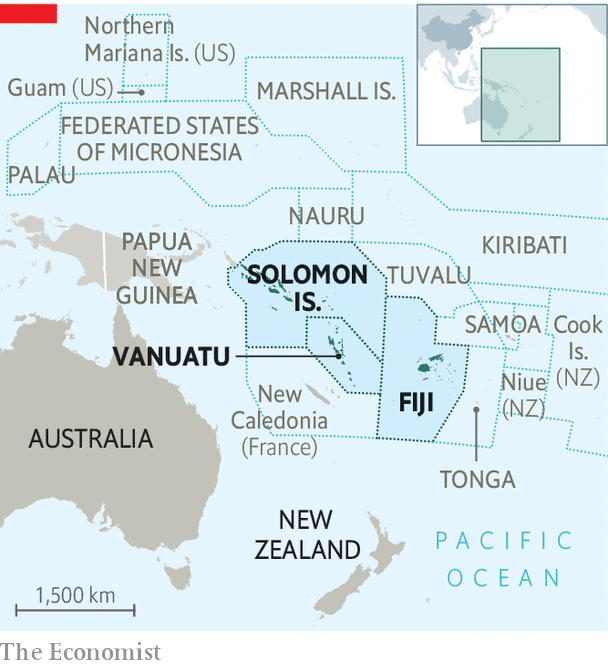 Northern
Mariana Is. (US)
Guam (US)
MARSHALL IS.
FEDERATED STATES
OF MICRONESIA
PALAU
NAURU
PAPUA
NEW
GUINEA
SOLOMON
IS.
TUVALU
KIRIBATI
SAMOA
Cook
Is.
(NZ)
VANUATU
Niue
(NZ)
New
Caledonia
(France)
FIJI
AUSTRALIA
TONGA
NEW
ZEALAND
PACIFIC
OCEAN
1,500 km
The Economist